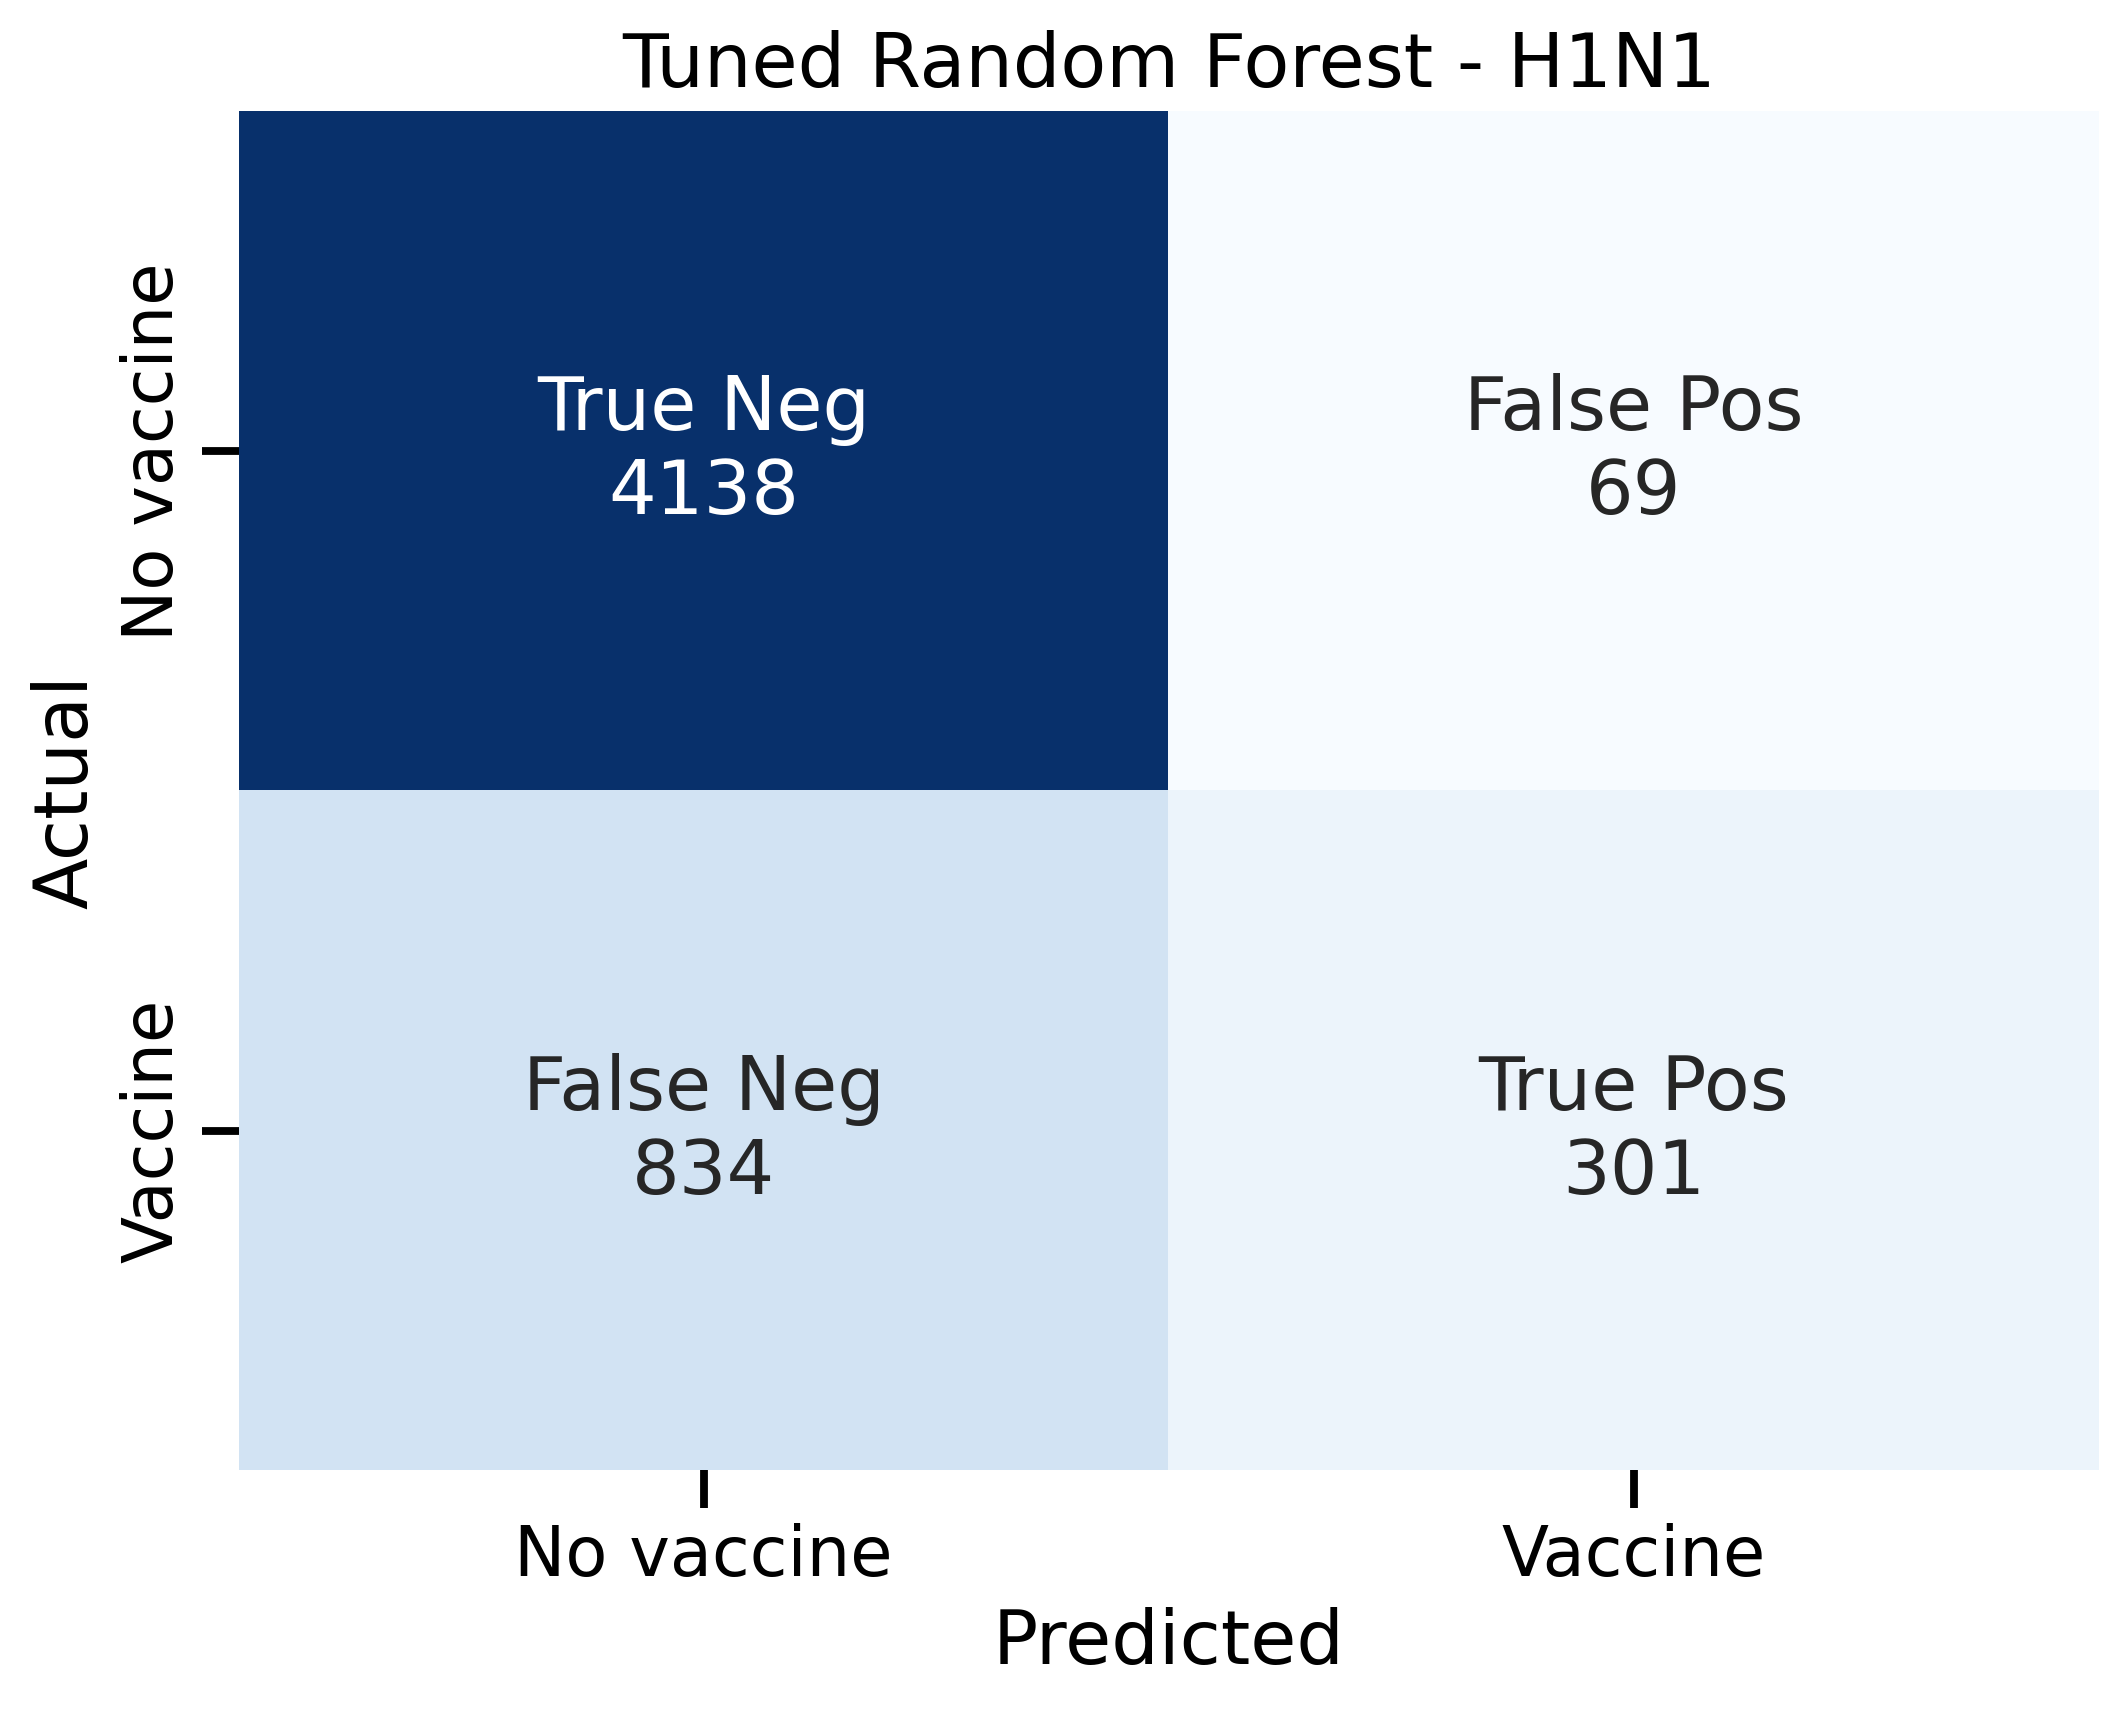 Tuned Random Forest - H1N1
Actual
No vaccine
True Neg
4138
False Pos
69
Vaccine
False Neg
834
True Pos
301
No vaccine
Vaccine
Predicted